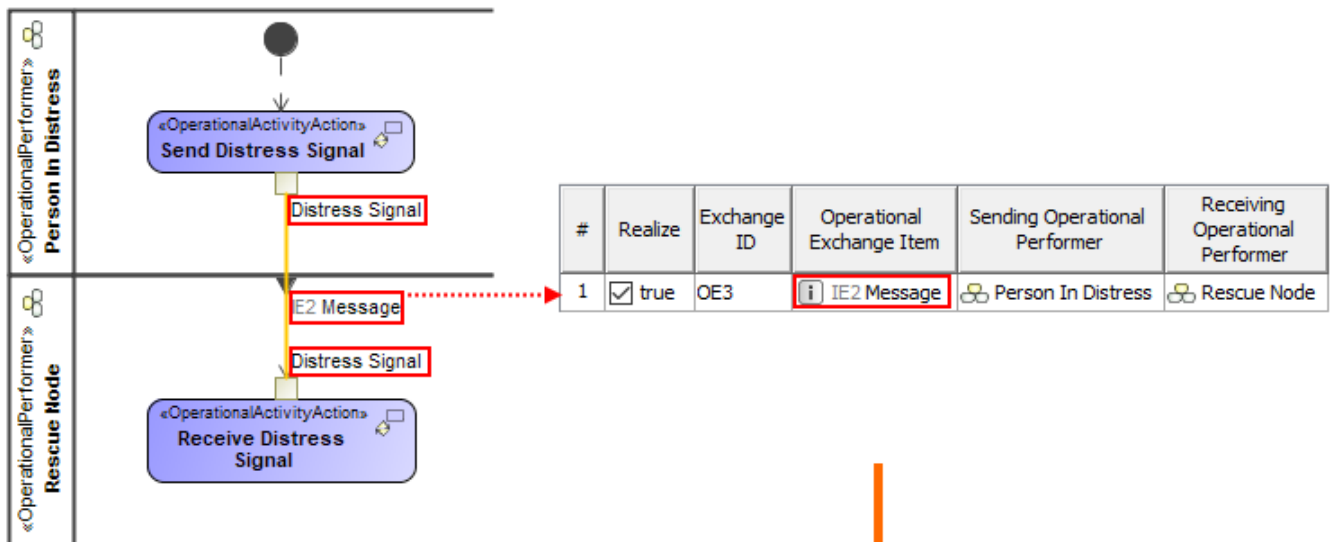 «OperationalPerformer»
Person In Distress
«OperationalActivityAction»
Send Distress Signal
Distress Signal
IE2 Message
Distress Signal
«OperationalPerformer»
Rescue Node
«OperationalActivityAction»
Receive Distress
Signal
# Realize Exchange ID Operational Exchange Item Sending Operational Performer Receiving Operational Performer
1 true OE3 i IE2 Message Person In Distress Rescue Node